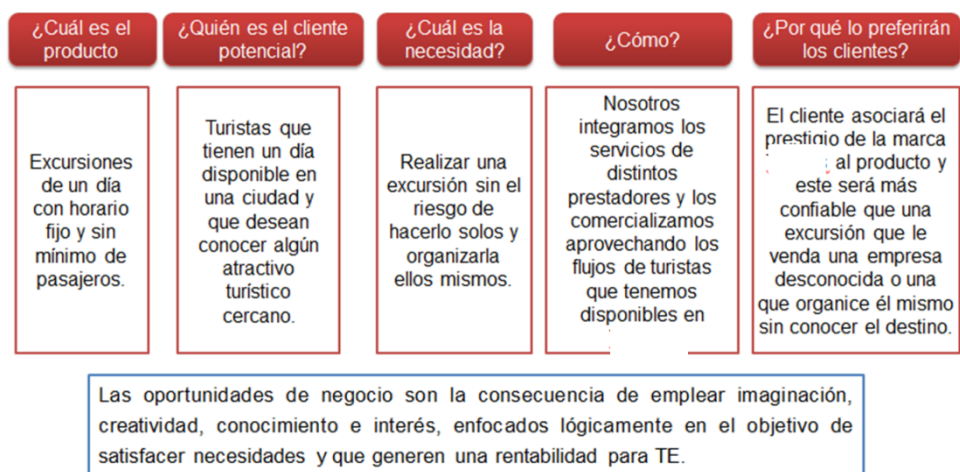 ¿Cuál es el
producto
¿Quién es el cliente
potencial?
¿Cuál es la
necesidad?
¿Cómo?
¿Por qué lo preferirán
los clientes?
Excursiones
de un día
con horario
fijo y sin
mínimo de
pasajeros.
Turistas que
tienen un día
disponible en
una ciudad y
que desean
conocer algún
atractivo
turístico
cercano.
Realizar una
excursión sin el
riesgo de
hacerlo solos y
organizarla
ellos mismos.
Nosotros
integramos los
servicios de
distintos
prestadores y los
comercializamos
aprovechando los
flujos de turistas
que tenemos
disponibles en
El cliente asociará el
prestigio de la marca
al producto y
este será más
confiable que una
excursión que le
venda una empresa
desconocida o una
que organice él mismo
sin conocer el destino.
Las oportunidades de negocio son la consecuencia de emplear imaginación,
creatividad, conocimiento e interés, enfocados lógicamente en el objetivo de
satisfacer necesidades y que generen una rentabilidad para TE.